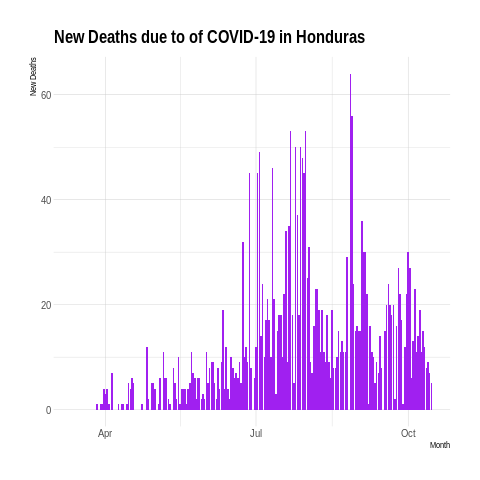 New Deaths due to of COVID-19 in Honduras
New Deaths
60
40
20
0
Apr
Jul
Oct
Month